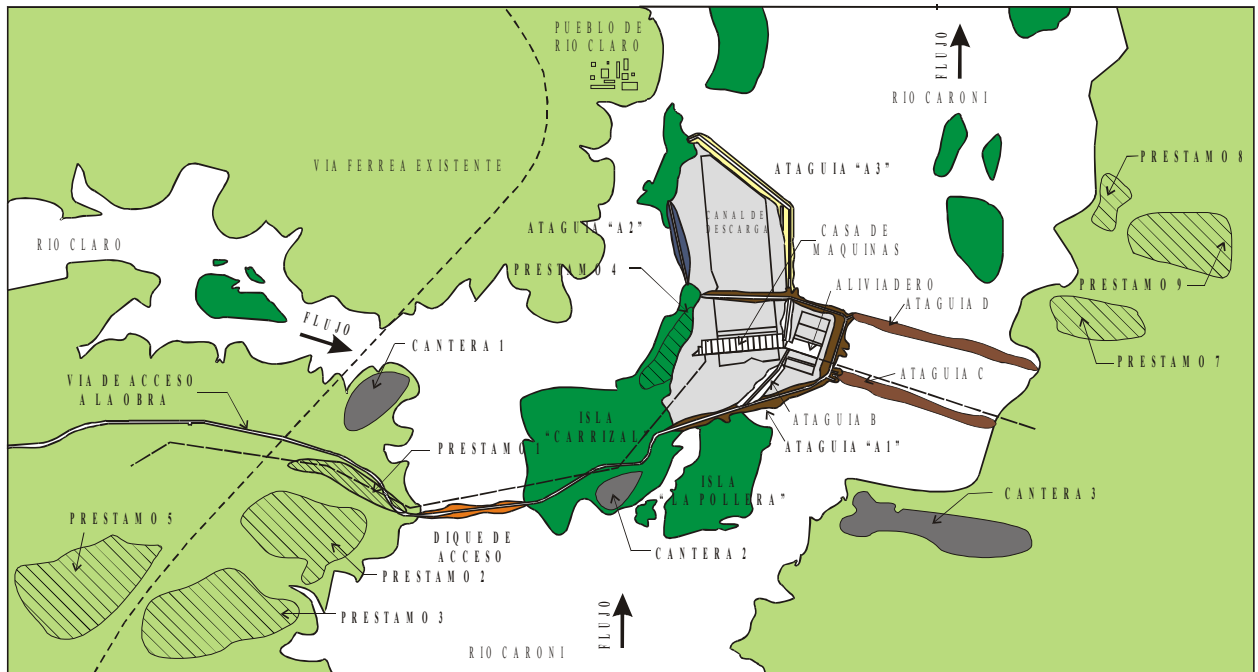 PUEBLO DE
RIO CLARO
FLUJO
RIO CARONI
VIA FERREA EXISTENTE
ATAGUIA "A3"
PRESTAMO 8
CANAL DE
DESCARGA
ATAGUIA "A2"
CASA DE
MAQUINAS
RIO CLARO
PRESTAMO 4
ALIVIADERO
PRESTAMO 9
ATAGUIA D
FLUJO
CANTERA 1
PRESTAMO 7
VIA DE ACCESO
A LA OBRA
ATAGUIA C
ISLA
"CARRIZAL"
ATAGUIA B
ATAGUIA "A1"
PRESTAMO 1
ISLA
"LA POLLERA"
CANTERA 3
PRESTAMO 5
DIQUE DE
ACCESO
CANTERA 2
PRESTAMO 2
PRESTAMO 3
FLUJO
RIO CARONI